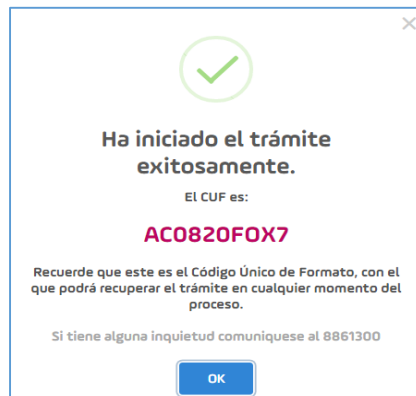 Ha iniciado el trámite
exitosamente.
El CUF es:
AC0820FOX7
Recuerde que este es el Código Único de Formato, con el
que podrá recuperar el trámite en cualquier momento del
proceso.
Si tiene alguna inquietud comuniquese al 8861300
OK